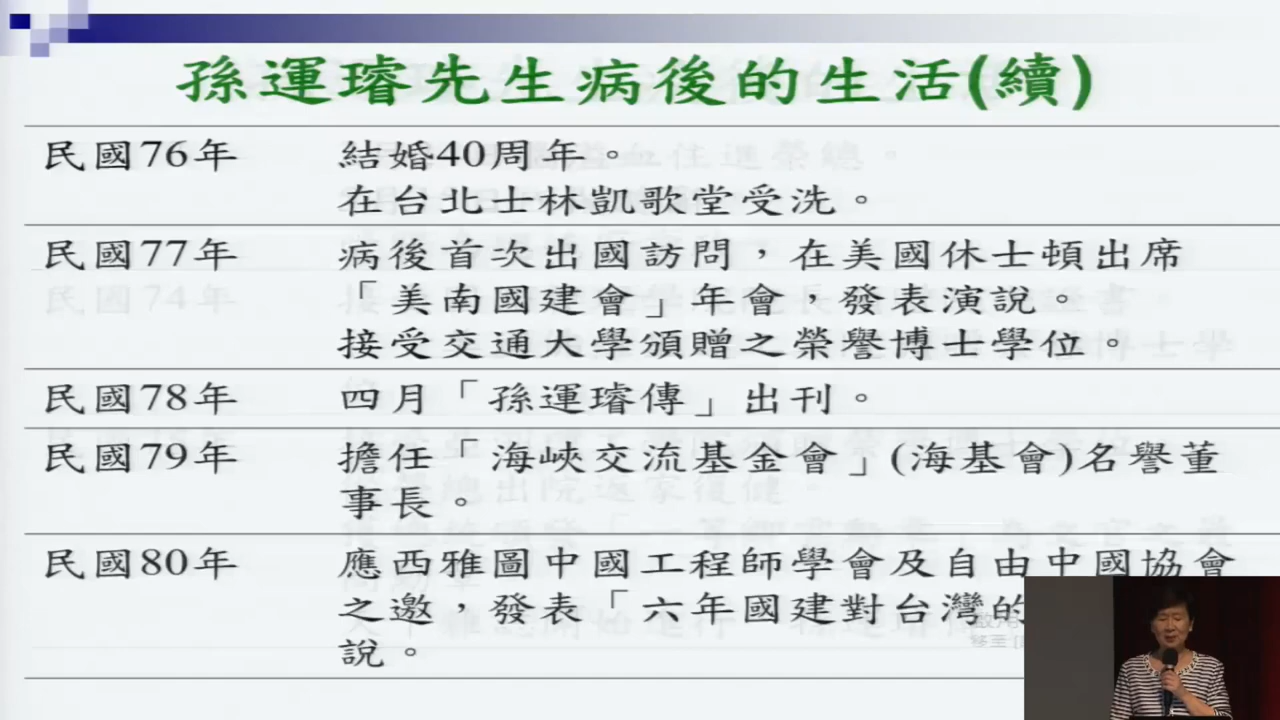 孫運璿先生病後的生活(續)
民國76年 結婚40周年。
在台北士林凱歌堂受洗。
民國77年 病後首次出國訪問，在美國休士頓出席
「美南國建會」年會，發表演說。
接受交通大學頒贈之榮譽博士學位。
民國78年 四月「孫運璿傳」出刊。
民國79年 擔任「海峽交流基金會」(海基會)名譽董
事長。
民國80年 應西雅圖中國工程師學會及自由中國協會
之邀，發表「六年國建對台灣的
說。